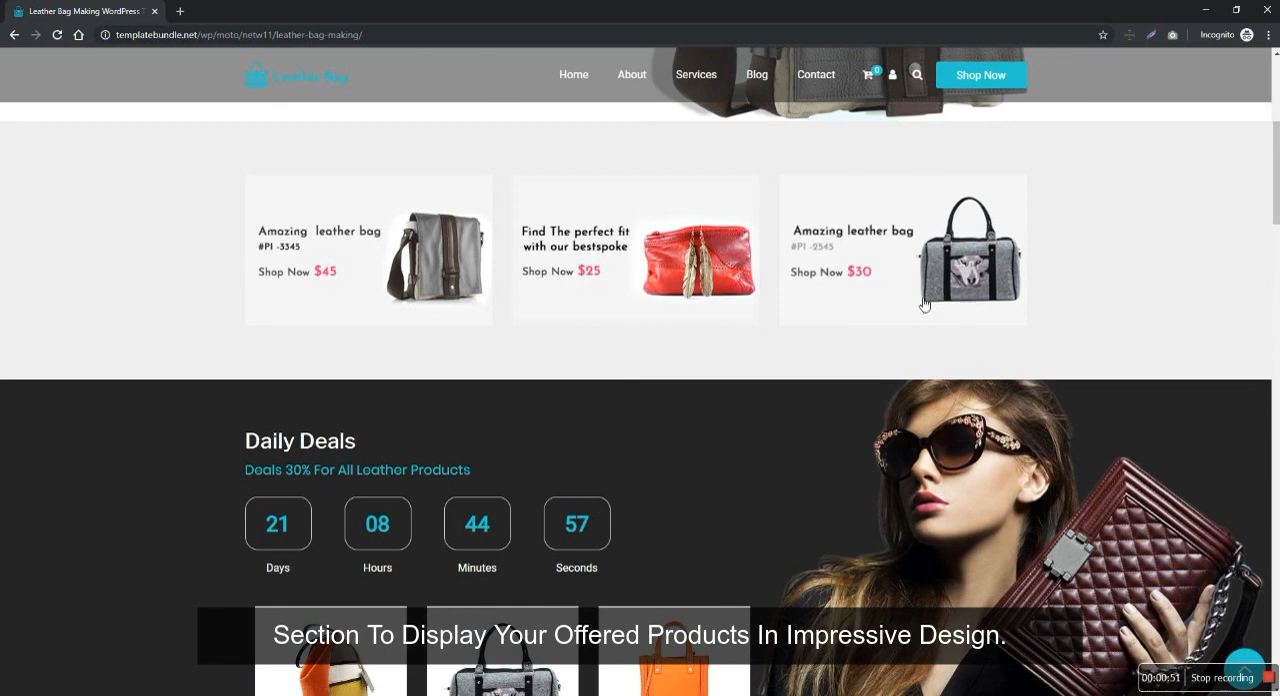 Leather Bag Making WordPress T
templatebundle.net/wp/moto/netw11/leather-bag-making/
Incognito
Leather Bag
Home
About
Services
Blog
Contact
0
Shop Now
Amazing leather bag
#PI -3345
Shop Now $45
Find The perfect fit
with our bestspoke
Shop Now $25
Amazing leather bag
#PI -2545
Shop Now $30
Daily Deals
Deals 30% For All Leather Products
21
08
44
57
Days
Hours
Minutes
Seconds
Section To Display Your Offered Products In Impressive Design.
00:00:51
Stop recording